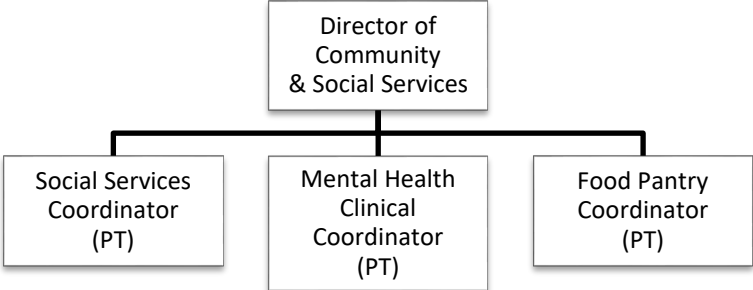 Director of
Community
& Social Services
Social Services
Coordinator
(PT)
Mental Health
Clinical
Coordinator
(PT)
Food Pantry
Coordinator
(PT)